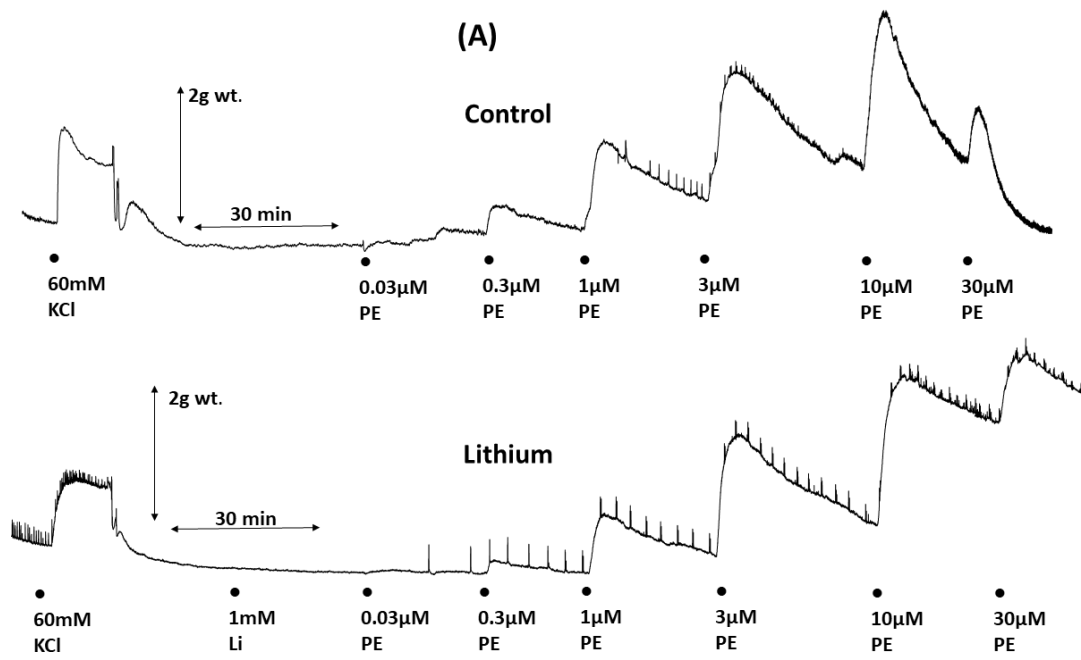 (A)
2g wt.
Control
30 min
60mM
KCl
0.03µM
PE
0.3µM
PE
1µM
PE
3µM
PE
10µM
PE
30µM
PE
2g wt.
Lithium
30 min
60mM
KCl
1mM
Li
0.03µM
PE
0.3µM
PE
1µM
PE
3µM
PE
10µM
PE
30µM
PE